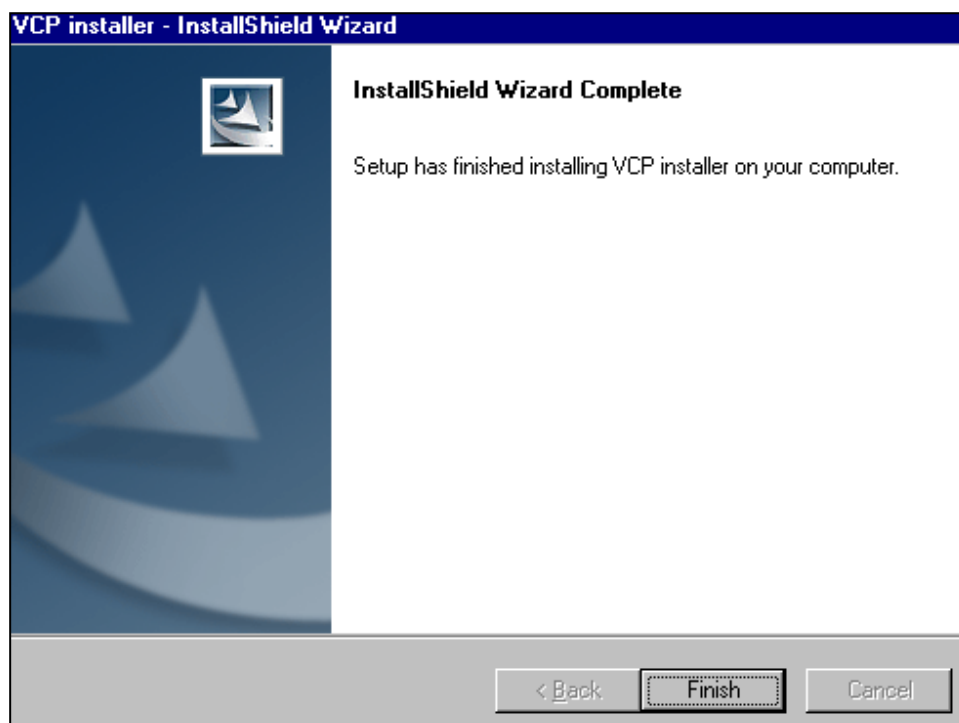 VCP installer - InstallShield Wizard
InstallShield Wizard Complete
Setup has finished installing VCP installer on your computer.
< Back
Finish
Cancel